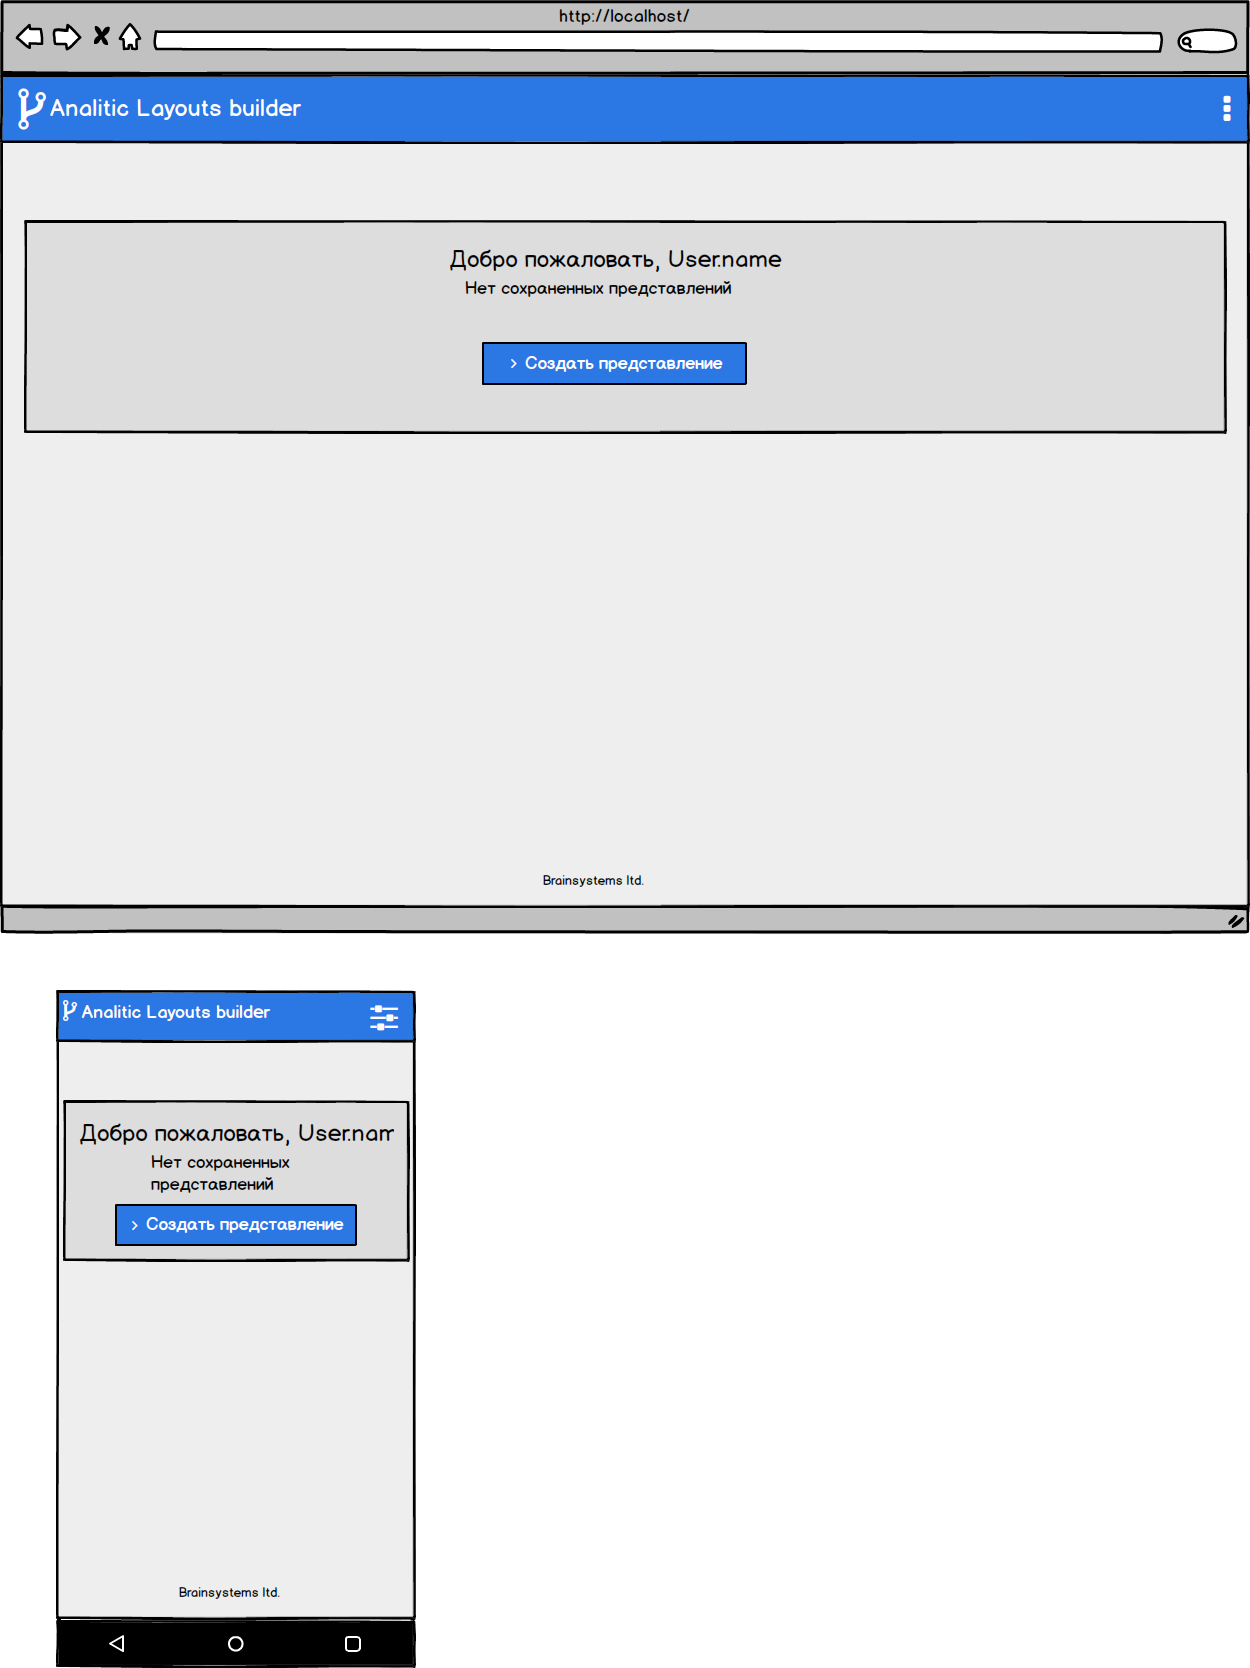 http://localhost/
Analitic Layouts builder
Добро пожаловать, User.name
Нет сохраненных представлений
Создать представление
Brainsystems ltd.
Analitic Layouts builder
Добро пожаловать, User.nam
Нет сохраненных
представлений
Создать представление
Brainsystems ltd.